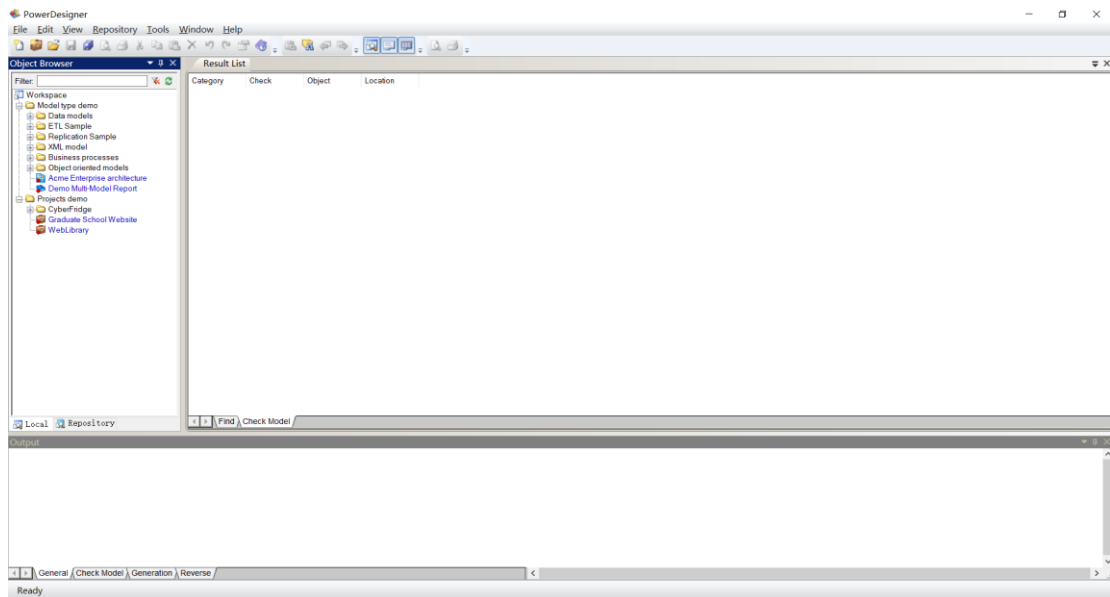 PowerDesigner
File Edit View Repository Tools Window Help
Object Browser
Result List
Filter:
Category Check Object Location
Workspace
Model type demo
Data models
ETL Sample
Replication Sample
XML model
Business processes
Object oriented models
Acme Enterprise architecture
Demo Multi-Model Report
Projects demo
CyberFridge
Graduate School Website
WebLibrary
Local Repository
Find Check Model
Output
General Check Model Generation Reverse
Ready